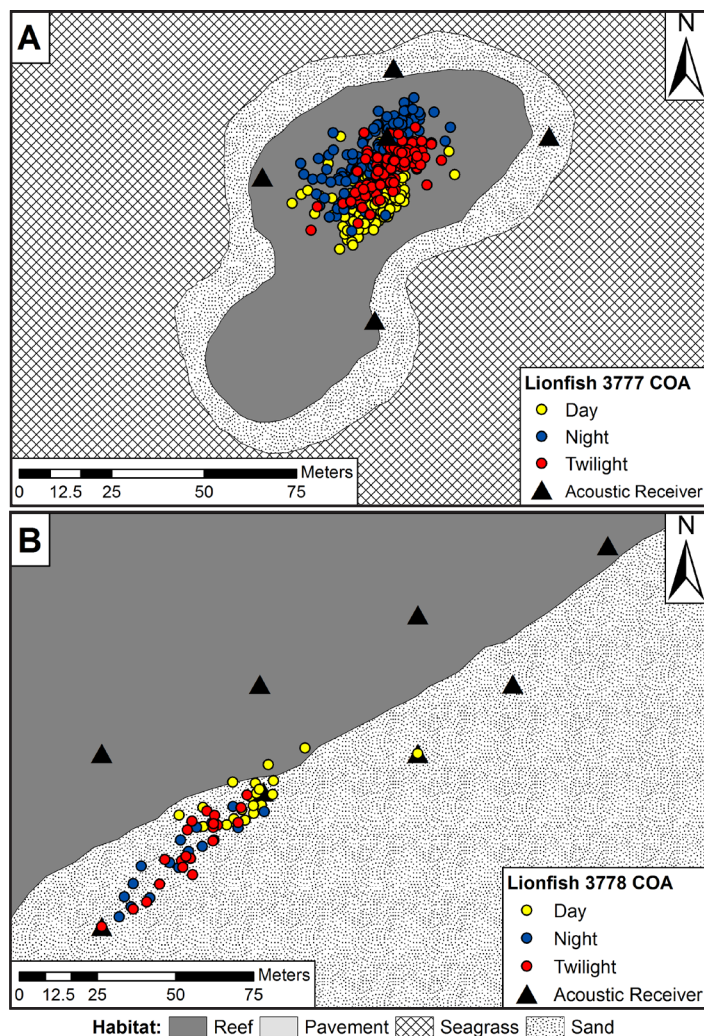 A
N
Lionfish 3777 COA
Day
Night
Twilight
Acoustic Receiver
Meters
0 12.5 25 50 75
B
N
Lionfish 3778 COA
Day
Night
Twilight
Acoustic Receiver
Meters
0 12.5 25 50 75
Habitat: Reef Pavement Seagrass Sand